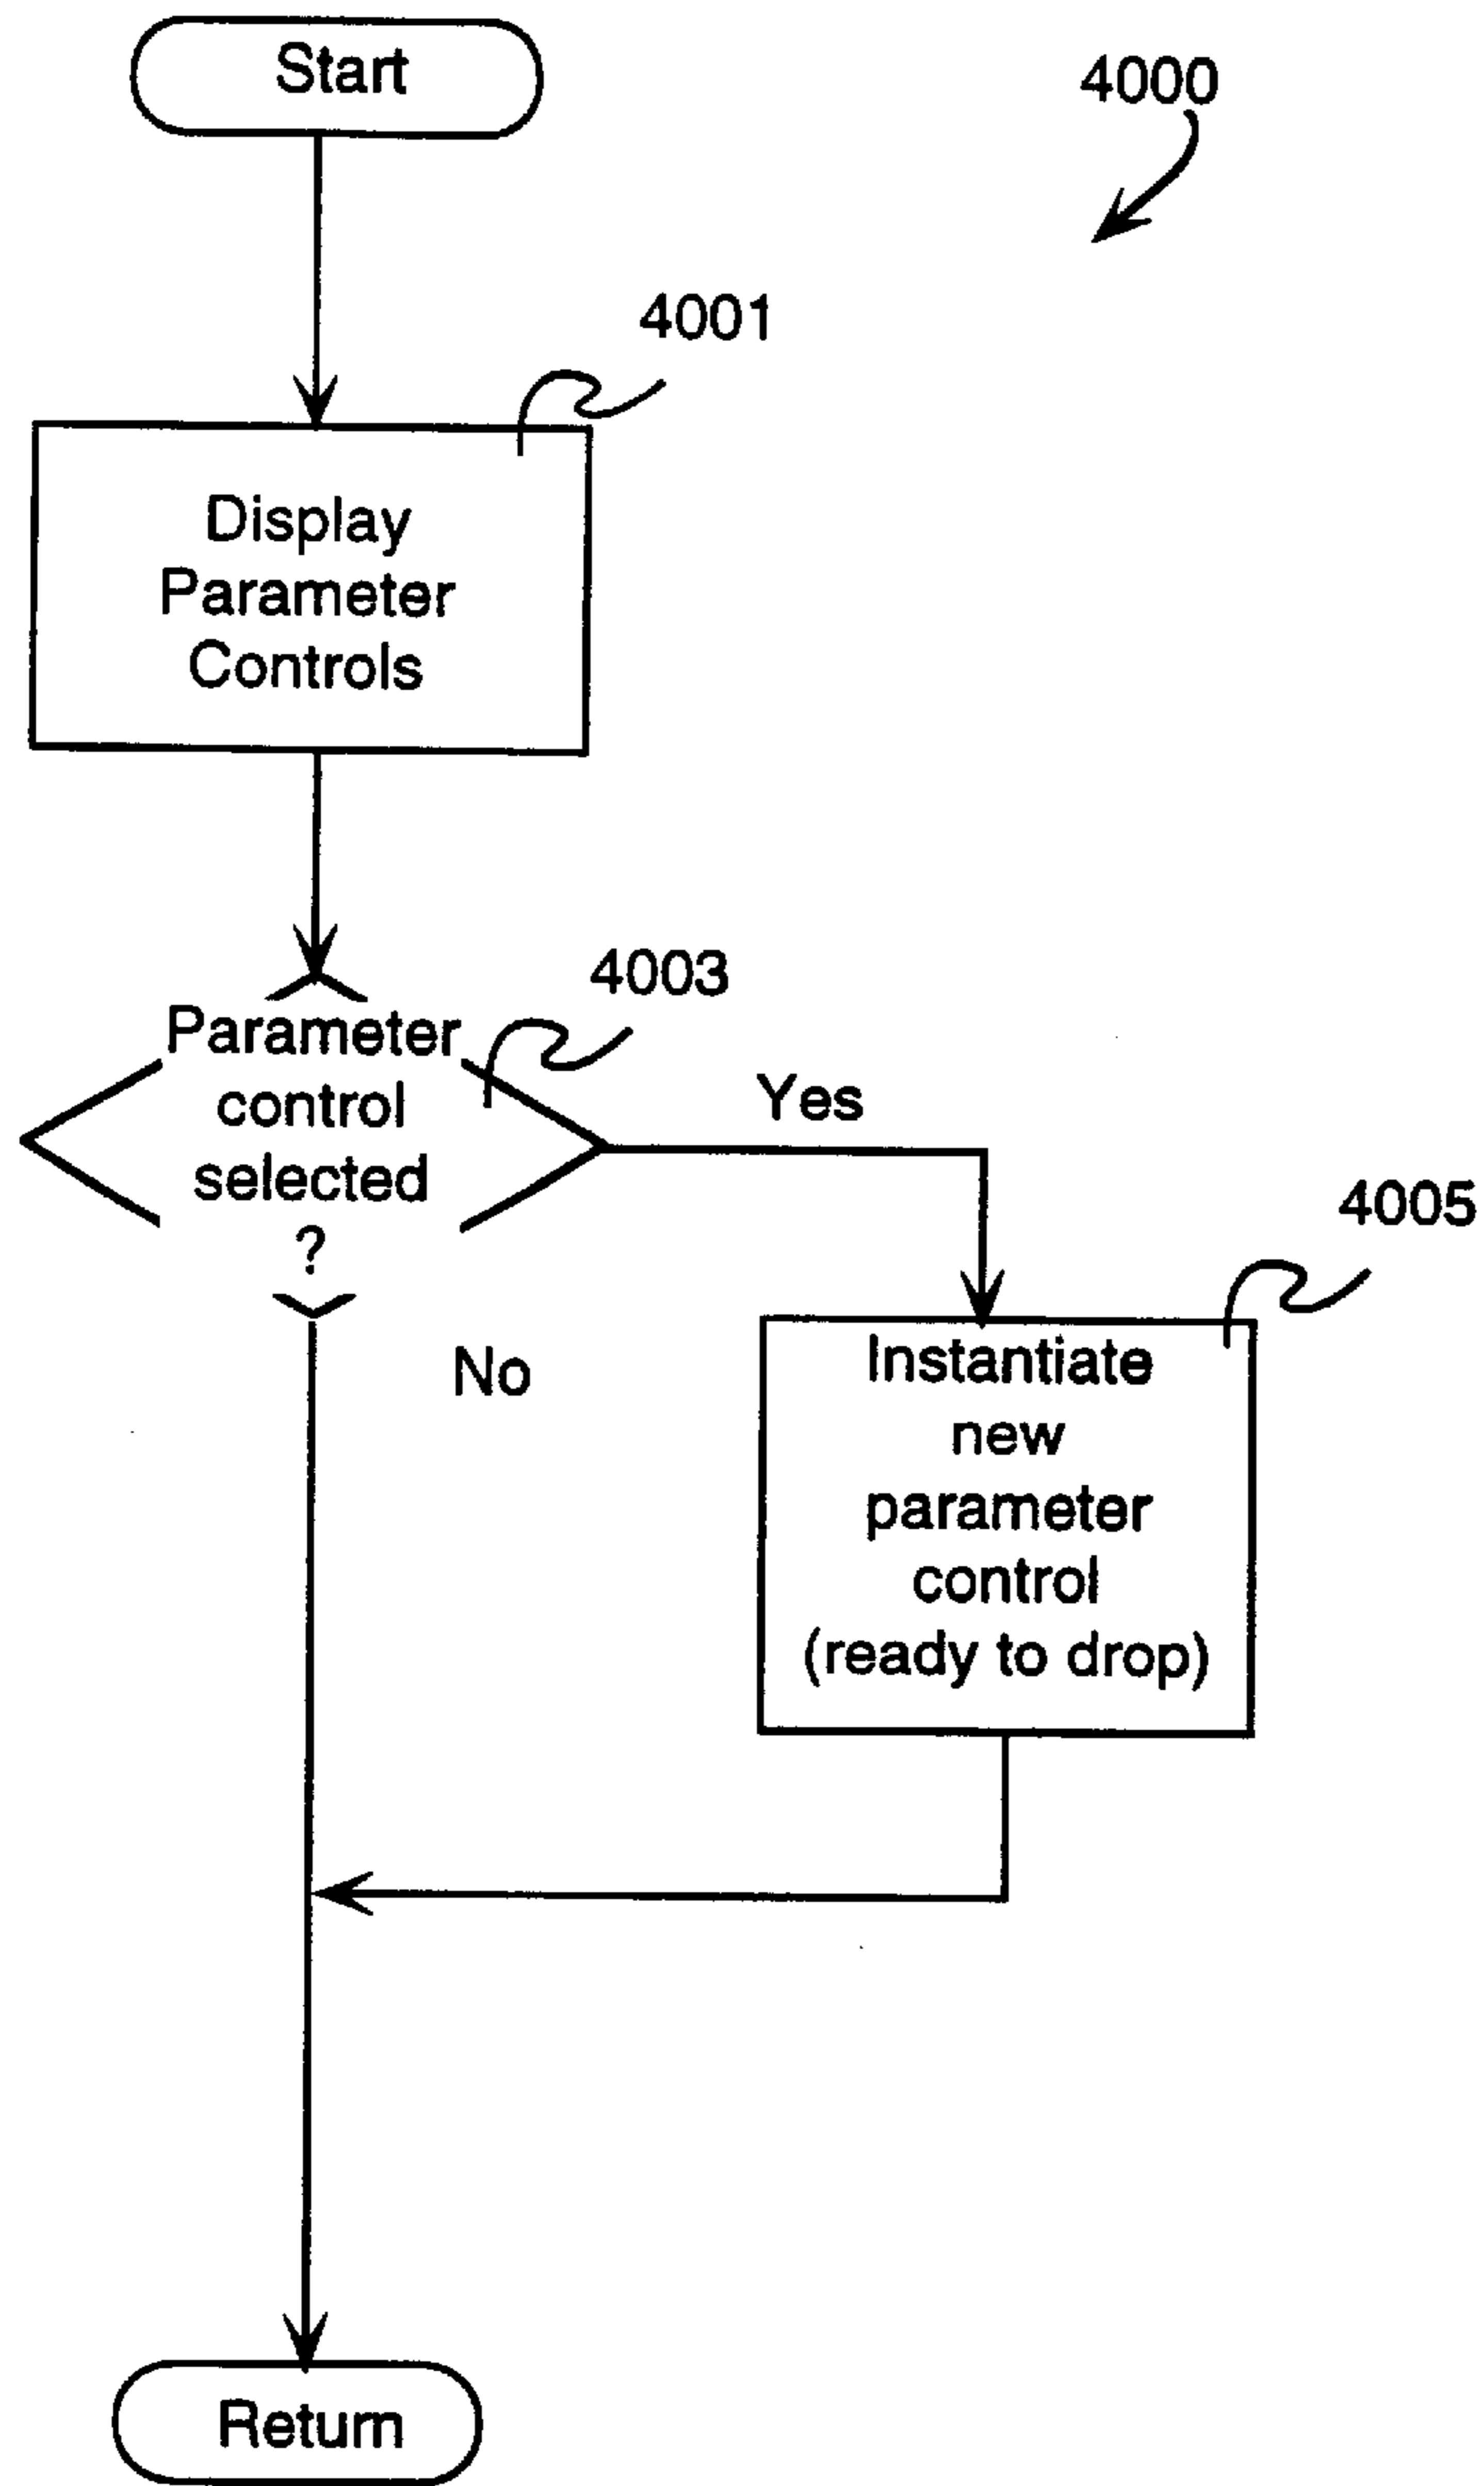 Start
4000
4001
Display
Parameter
Controls
4003
Parameter
control
selected
?
Yes
No
4005
Instantiate
new
parameter
control
(ready to drop)
Return